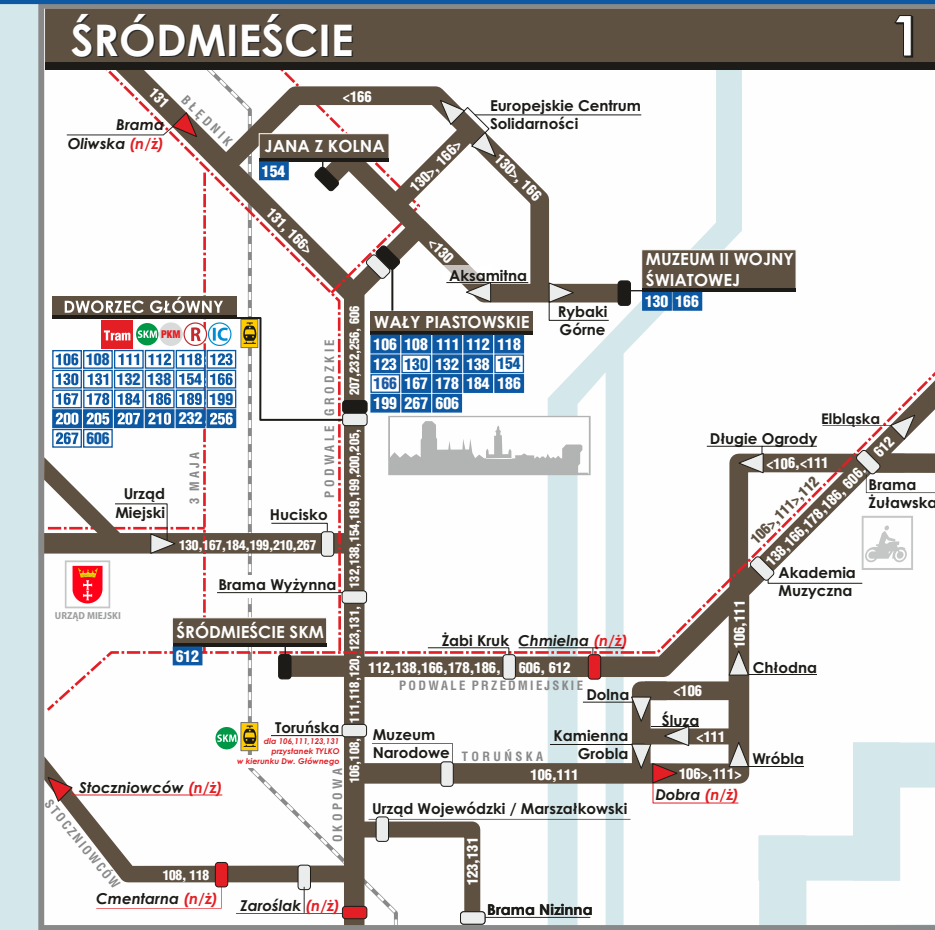 ŚRÓDMIEŚCIE
1
131
BŁĘDNIK
<166
Europejskie Centrum
Solidarności
Brama
Oliwska (n/ż)
JANA Z KOLNA
154
130>, 166>
130>, 166
131, 166>
<130
Aksamitna
MUZEUM II WOJNY
ŚWIATOWEJ
130 166
Rybaki
Górne
DWORZEC GŁÓWNY
Tram SKM PKM R IC
106 108 111 112 118 123
130 131 132 138 154 166
167 178 184 186 189 199
200 205 207 210 232 256
267 606
WAŁY PIASTOWSKIE
106 108 111 112 118
123 130 132 138 154
166 167 178 184 186
199 267 606
207,232,256, 606
PODWALE GRODZKIE
3 MAJA
132,138,154,189,199,200,205,
Elbląska
612
Długie Ogrody
<106,<111
Brama
Żuławska
106>,111>,112
138,166,178,186, 606,
Akademia
Muzyczna
Urząd
Miejski
Hucisko
130,167,184,199,210,267
Brama Wyżynna
URZĄD MIEJSKI
ŚRÓDMIEŚCIE SKM
612
106,108, 111,118,120, 123,131,
Żabi Kruk
Chmielna (n/ż)
112,138,166,178,186, 606, 612
PODWALE PRZEDMIEJSKIE
106,111
Chłodna
Dolna
<106
Śluza
<111
Kamienna
Grobla
Wróbla
SKM
Toruńska
dla 106,111,123,131
przystanek TYLKO
w kierunku Dw. Głównego
Muzeum
Narodowe
TORUŃSKA
106,111
106>,111>
Dobra (n/ż)
Stoczniowców (n/ż)
STOCZNIOWCÓW
OKOPOWA
Urząd Wojewódzki / Marszałkowski
123,131
108, 118
Cmentarna (n/ż)
Zaroślak (n/ż)
Brama Nizinna